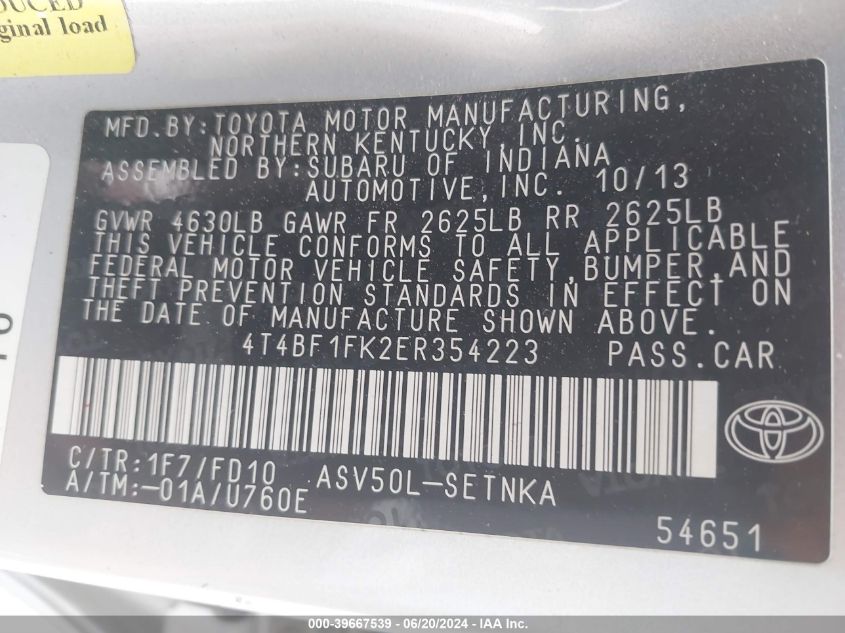 DUCED
ginal load
MFD.BY:TOYOTA MOTOR MANUFACTURING,
NORTHERN KENTUCKY,INC.
ASSEMBLED BY:SUBARU OF INDIANA
AUTOMOTIVE,INC. 10/13
GVWR 4630LB GAWR FR 2625LB RR 2625LB
THIS VEHICLE CONFORMS TO ALL APPLICABLE
FEDERAL MOTOR VEHICLE SAFETY,BUMPER,AND
THEFT PREVENTION STANDARDS IN EFFECT ON
THE DATE OF MANUFACTURE SHOWN ABOVE.
4T4BF1FK2ER354223 PASS.CAR
C/TR:1F7/FD10 ASV50L-SETNKA
A/TM:-01A/U760E
54651
000-39667539 - 06/20/2024 - IAA Inc.